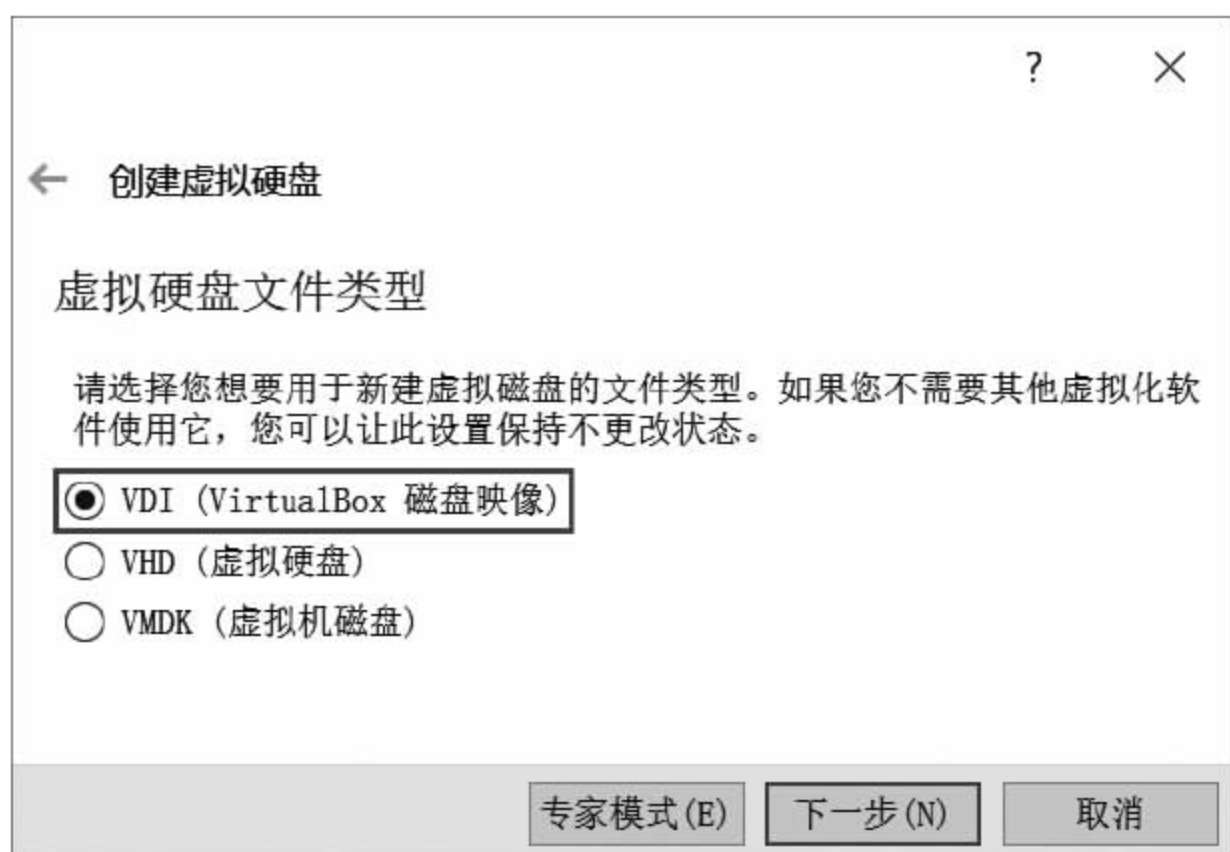 ?
创建虚拟硬盘
虚拟硬盘文件类型
请选择您想要用于新建虚拟磁盘的文件类型。如果您不需要其他虚拟化软
件使用它，您可以让此设置保持不更改状态。
VDI (VirtualBox 磁盘映像)
VHD (虚拟硬盘)
VMDK (虚拟机磁盘)
专家模式(E) 下一步(N) 取消